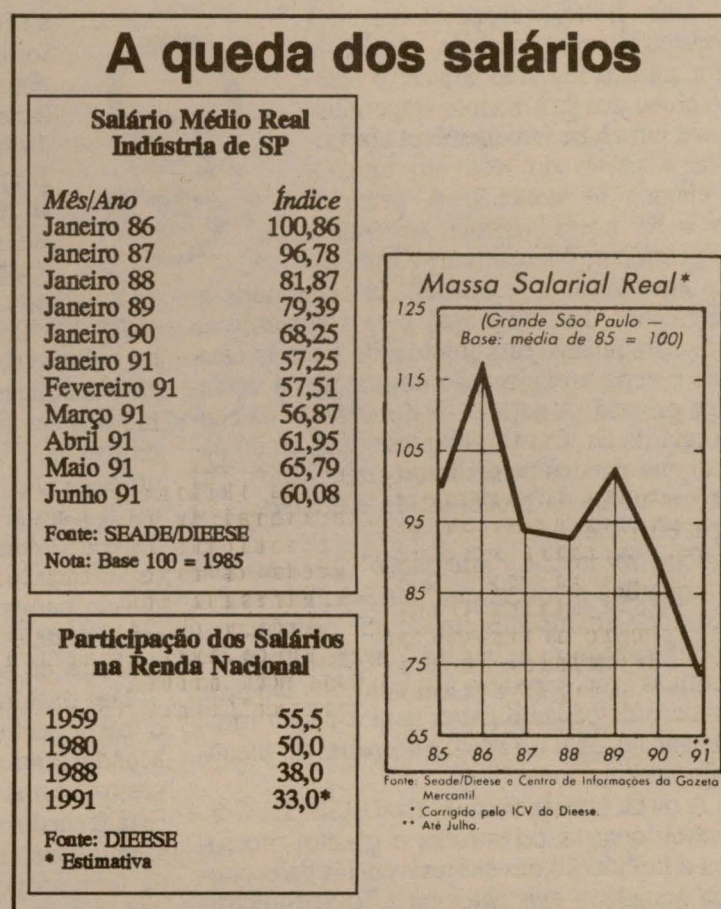 A queda dos salários
Salário Médio Real
Indústria de SP
Mês/Ano Índice
Janeiro 86 100,86
Janeiro 87 96,78
Janeiro 88 81,87
Janeiro 89 79,39
Janeiro 90 68,25
Janeiro 91 57,25
Fevereiro 91 57,51
Março 91 56,87
Abril 91 61,95
Maio 91 65,79
Junho 91 60,08
Fonte: SEADE/DIEESE
Nota: Base 100 = 1985
Participação dos Salários
na Renda Nacional
1959 55,5
1980 50,0
1988 38,0
1991 33,0*
Fonte: DIEESE
* Estimativa
Massa Salarial Real*
(Grande São Paulo —
Base: média de 85 = 100)
125
115
105
95
85
75
65
85 86 87 88 89 90 91**
Fonte: Seade/Dieese e Centro de Informações da Gazeta
Mercantil.
* Corrigido pelo ICV do Dieese.
** Até Julho.